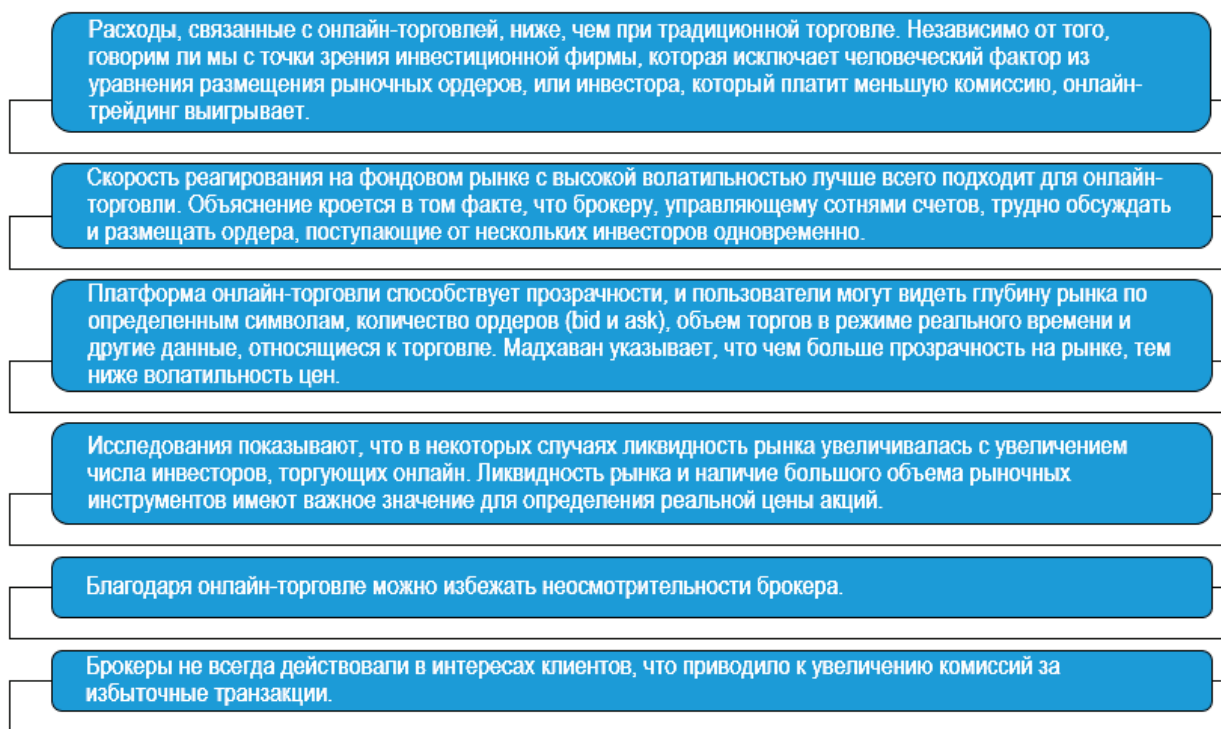 Расходы, связанные с онлайн-торговлей, ниже, чем при традиционной торговле. Независимо от того,
говорим ли мы с точки зрения инвестиционной фирмы, которая исключает человеческий фактор из
уравнения размещения рыночных ордеров, или инвестора, который платит меньшую комиссию, онлайн-
трейдинг выигрывает.
Скорость реагирования на фондовом рынке с высокой волатильностью лучше всего подходит для онлайн-
торговли. Объяснение кроется в том факте, что брокеру, управляющему сотнями счетов, трудно обсуждать
и размещать ордера, поступающие от нескольких инвесторов одновременно.
Платформа онлайн-торговли способствует прозрачности, и пользователи могут видеть глубину рынка по
определенным символам, количество ордеров (bid и ask), объем торгов в режиме реального времени и
другие данные, относящиеся к торговле. Мадхаван указывает, что чем больше прозрачность на рынке, тем
ниже волатильность цен.
Исследования показывают, что в некоторых случаях ликвидность рынка увеличивалась с увеличением
числа инвесторов, торгующих онлайн. Ликвидность рынка и наличие большого объема рыночных
инструментов имеют важное значение для определения реальной цены акций.
Благодаря онлайн-торговле можно избежать неосмотрительности брокера.
Брокеры не всегда действовали в интересах клиентов, что приводило к увеличению комиссий за
избыточные транзакции.